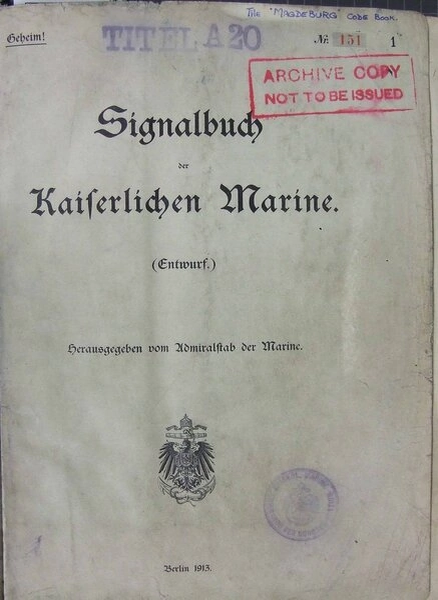 The "MAGDEBURG" CODE BOOK.
Geheim!
TITEL A 20
№ 151
1
ARCHIVE COPY
NOT TO BE ISSUED
Signalbuch
der
Kaiſerlichen Marine.
(Entwurf.)
Herausgegeben vom Admiralſtab der Marine.
Berlin 1913.